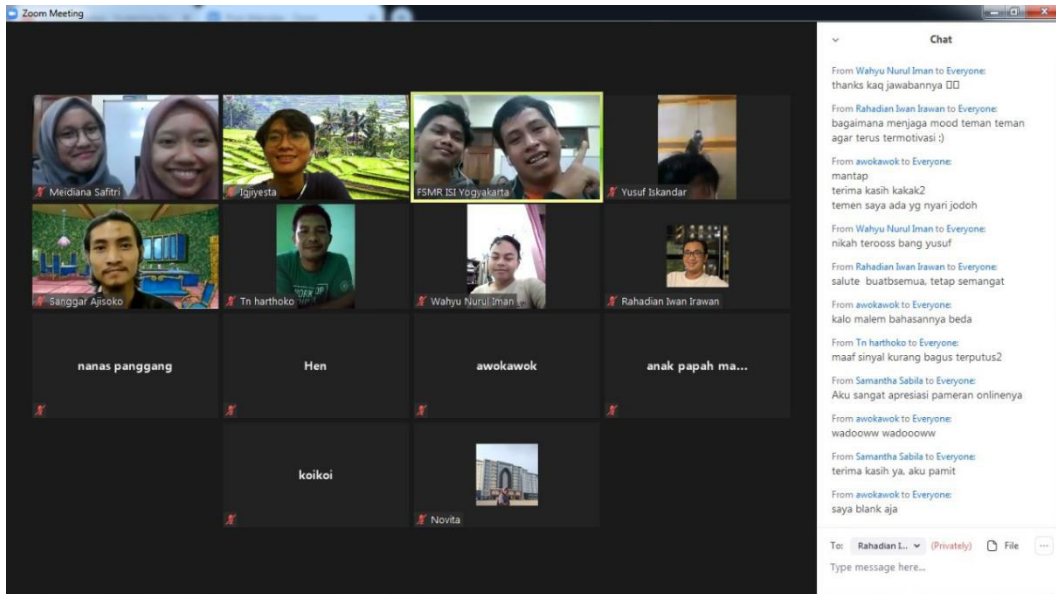 Zoom Meeting
Meidiana Safitri
Igiiyesta
FSMR ISI Yogyakarta
Yusuf Iskandar
Sanggar Ajisoko
Tn harthoko
Wahyu Nurul Iman
Rahadian Iwan Irawan
nanas panggang
Hen
awokawok
anak papah ma...
koikoi
Novita
Chat
From Wahyu Nurul Iman to Everyone:
thanks kaq jawabannya
From Rahadian Iwan Irawan to Everyone:
bagaimana menjaga mood teman teman
agar terus termotivasi :)
From awokawok to Everyone:
mantap
terima kasih kakak2
temen saya ada yg nyari jodoh
From Wahyu Nurul Iman to Everyone:
nikah terooss bang yusuf
From Rahadian Iwan Irawan to Everyone:
salute buatbsemua, tetap semangat
From awokawok to Everyone:
kalo malem bahasannya beda
From Tn harthoko to Everyone:
maaf sinyal kurang bagus terputus2
From Samantha Sabila to Everyone:
Aku sangat apresiasi pameran onlinenya
From awokawok to Everyone:
wadooww wadoooww
From Samantha Sabila to Everyone:
terima kasih ya, aku pamit
From awokawok to Everyone:
saya blank aja
To: Rahadian I... (Privately) File
Type message here...